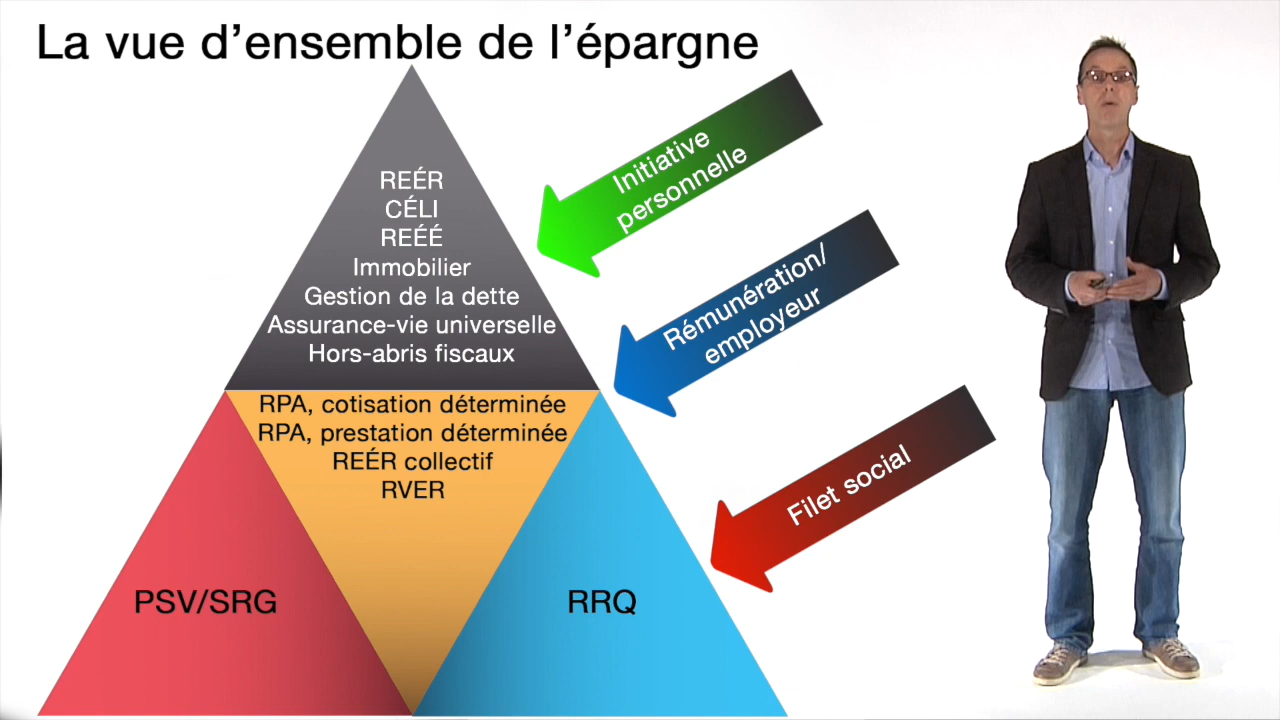 La vue d'ensemble de l'épargne
REÉR
CÉLI
REÉÉ
Immobilier
Gestion de la dette
Assurance-vie universelle
Hors-abris fiscaux
RPA, cotisation déterminée
RPA, prestation déterminée
REÉR collectif
RVER
PSV/SRG
RRQ
Initiative
personnelle
Rémunération/
employeur
Filet social